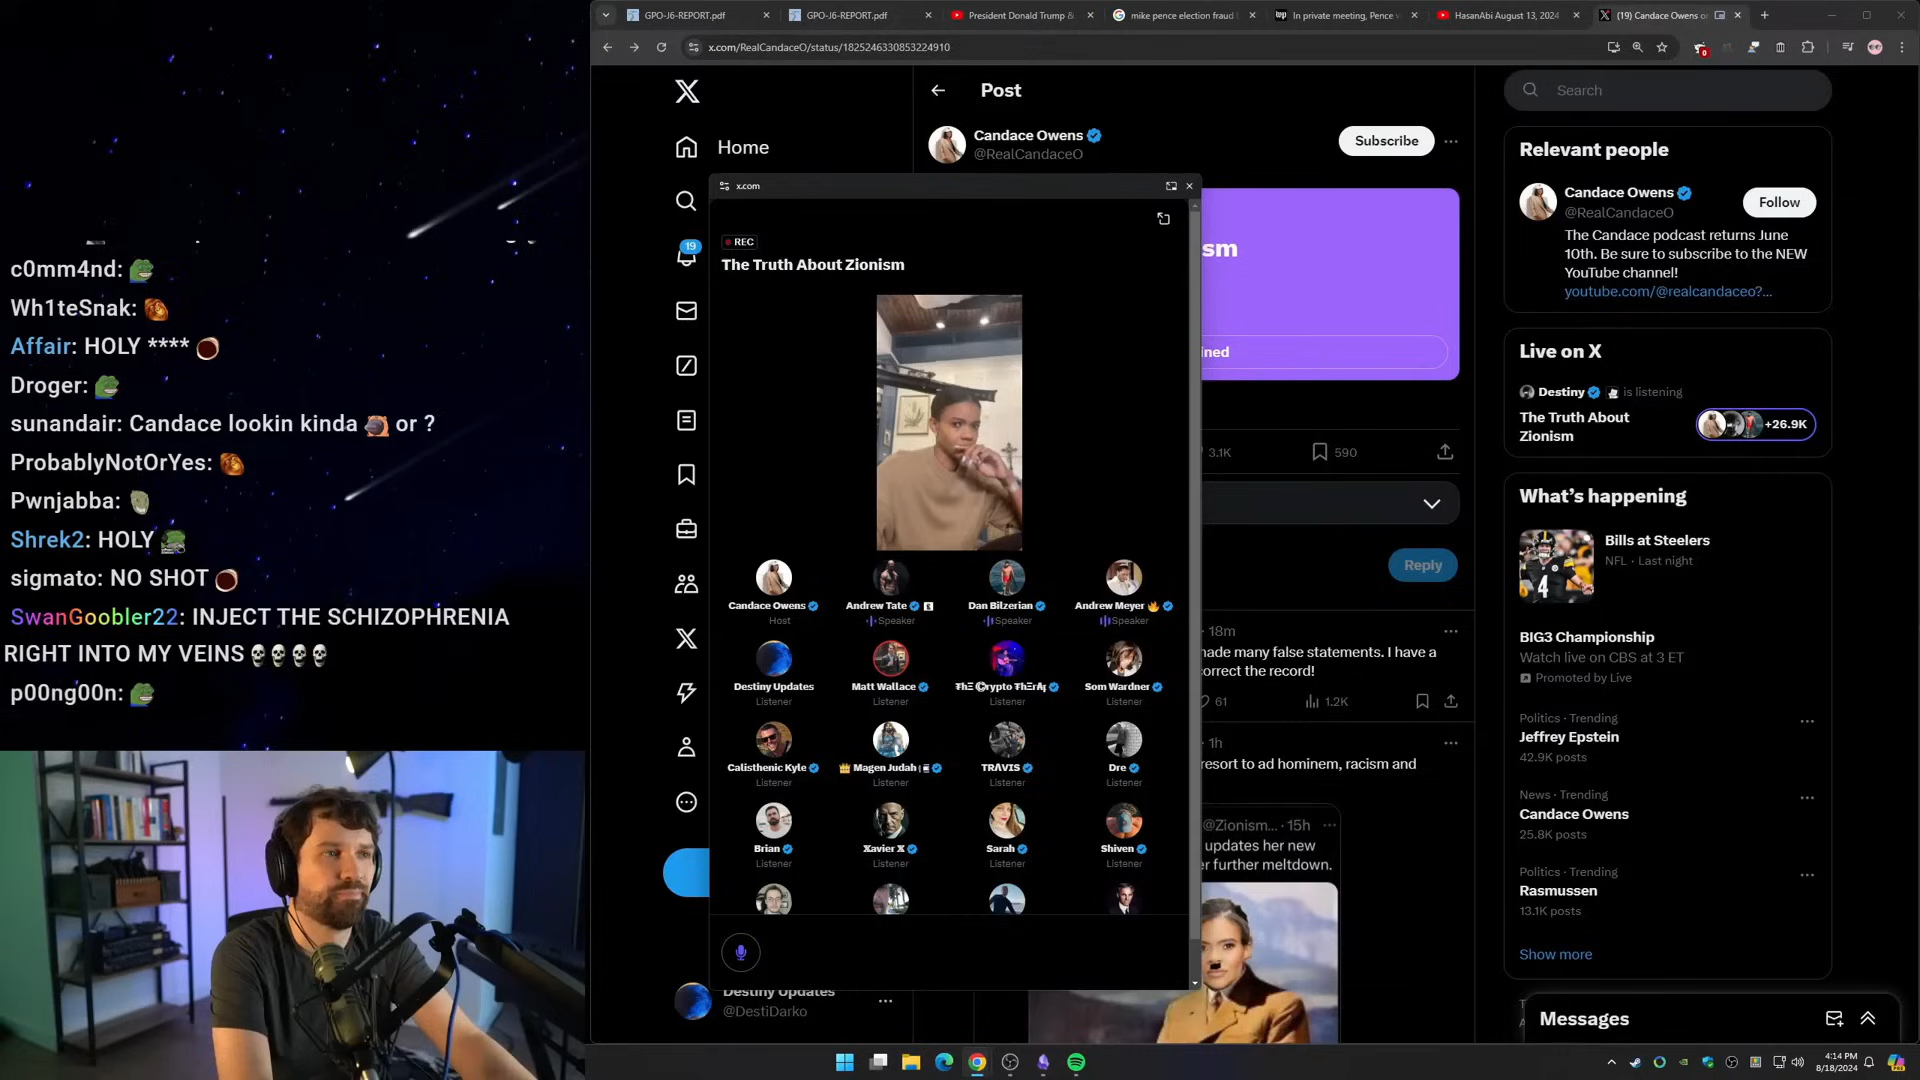 GPO-J6-REPORT.pdf
GPO-J6-REPORT.pdf
President Donald Trump &
mike pence election fraud
In private meeting, Pence v
HasanAbi August 13, 2024
(19) Candace Owens o
x.com/RealCandaceO/status/1825246330853224910
0
c0mm4nd:
Wh1teSnak:
Affair: HOLY ****
Droger:
sunandair: Candace lookin kinda or ?
ProbablyNotOrYes:
Pwnjabba:
Shrek2: HOLY
sigmato: NO SHOT
SwanGoobler22: INJECT THE SCHIZOPHRENIA
RIGHT INTO MY VEINS
p00ng00n:
Home
19
Destiny Updates
@DestiDarko
Post
Candace Owens
@RealCandaceO
Subscribe
x.com
REC
The Truth About Zionism
Candace Owens
Host
Andrew Tate
Speaker
Dan Bilzerian
Speaker
Andrew Meyer
Speaker
Destiny Updates
Listener
Matt Wallace
Listener
Listener
Som Wardner
Listener
Calisthenic Kyle
Listener
Magen Judah
Listener
TRΛVIS
Listener
Dre
Listener
Brian
Listener
Xavier X
Listener
Sarah
Listener
Shiven
Listener
sm
ined
3.1K
590
Reply
18m
nade many false statements. I have a
correct the record!
61
1.2K
1h
resort to ad hominem, racism and
@Zionism... · 15h
updates her new
er further meltdown.
Search
Relevant people
Candace Owens
@RealCandaceO
Follow
The Candace podcast returns June
10th. Be sure to subscribe to the NEW
YouTube channel!
youtube.com/@realcandaceo?...
Live on X
Destiny is listening
The Truth About
Zionism
+26.9K
What's happening
Bills at Steelers
NFL · Last night
4
BIG3 Championship
Watch live on CBS at 3 ET
Promoted by Live
Politics · Trending
Jeffrey Epstein
42.9K posts
News · Trending
Candace Owens
25.8K posts
Politics · Trending
Rasmussen
13.1K posts
Show more
Messages
4:14 PM
8/18/2024